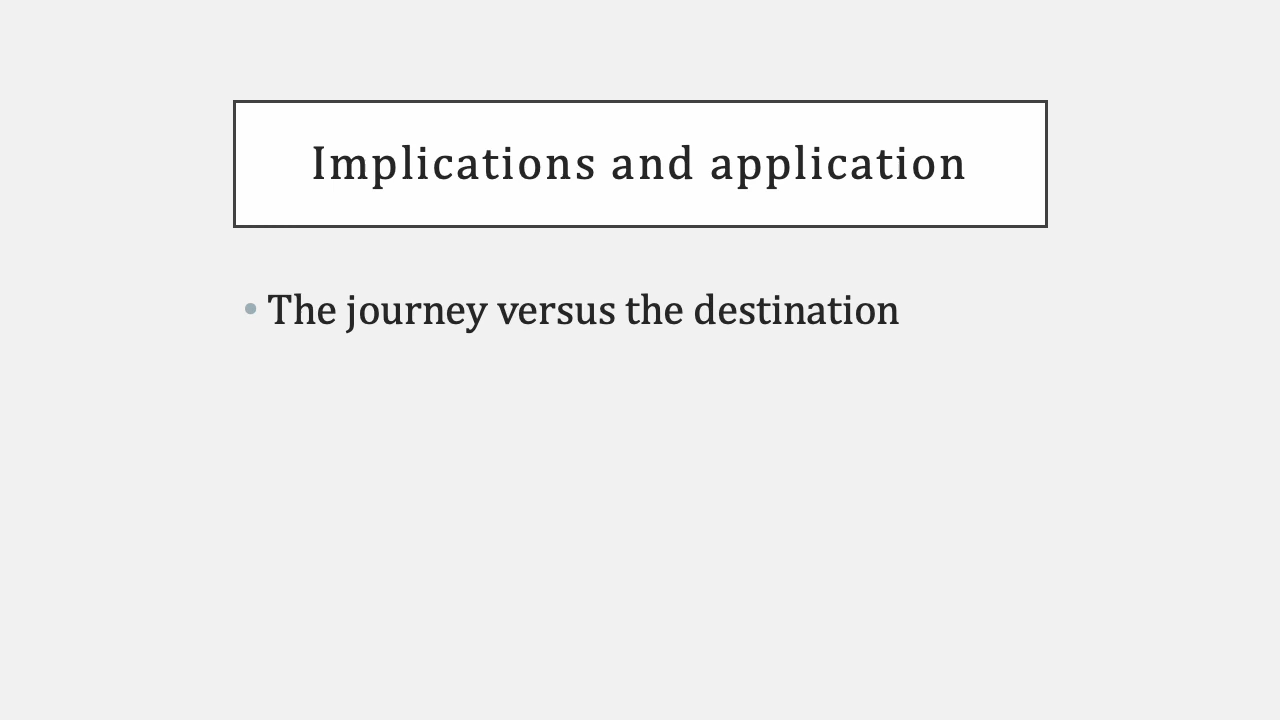 Implications and application
• The journey versus the destination